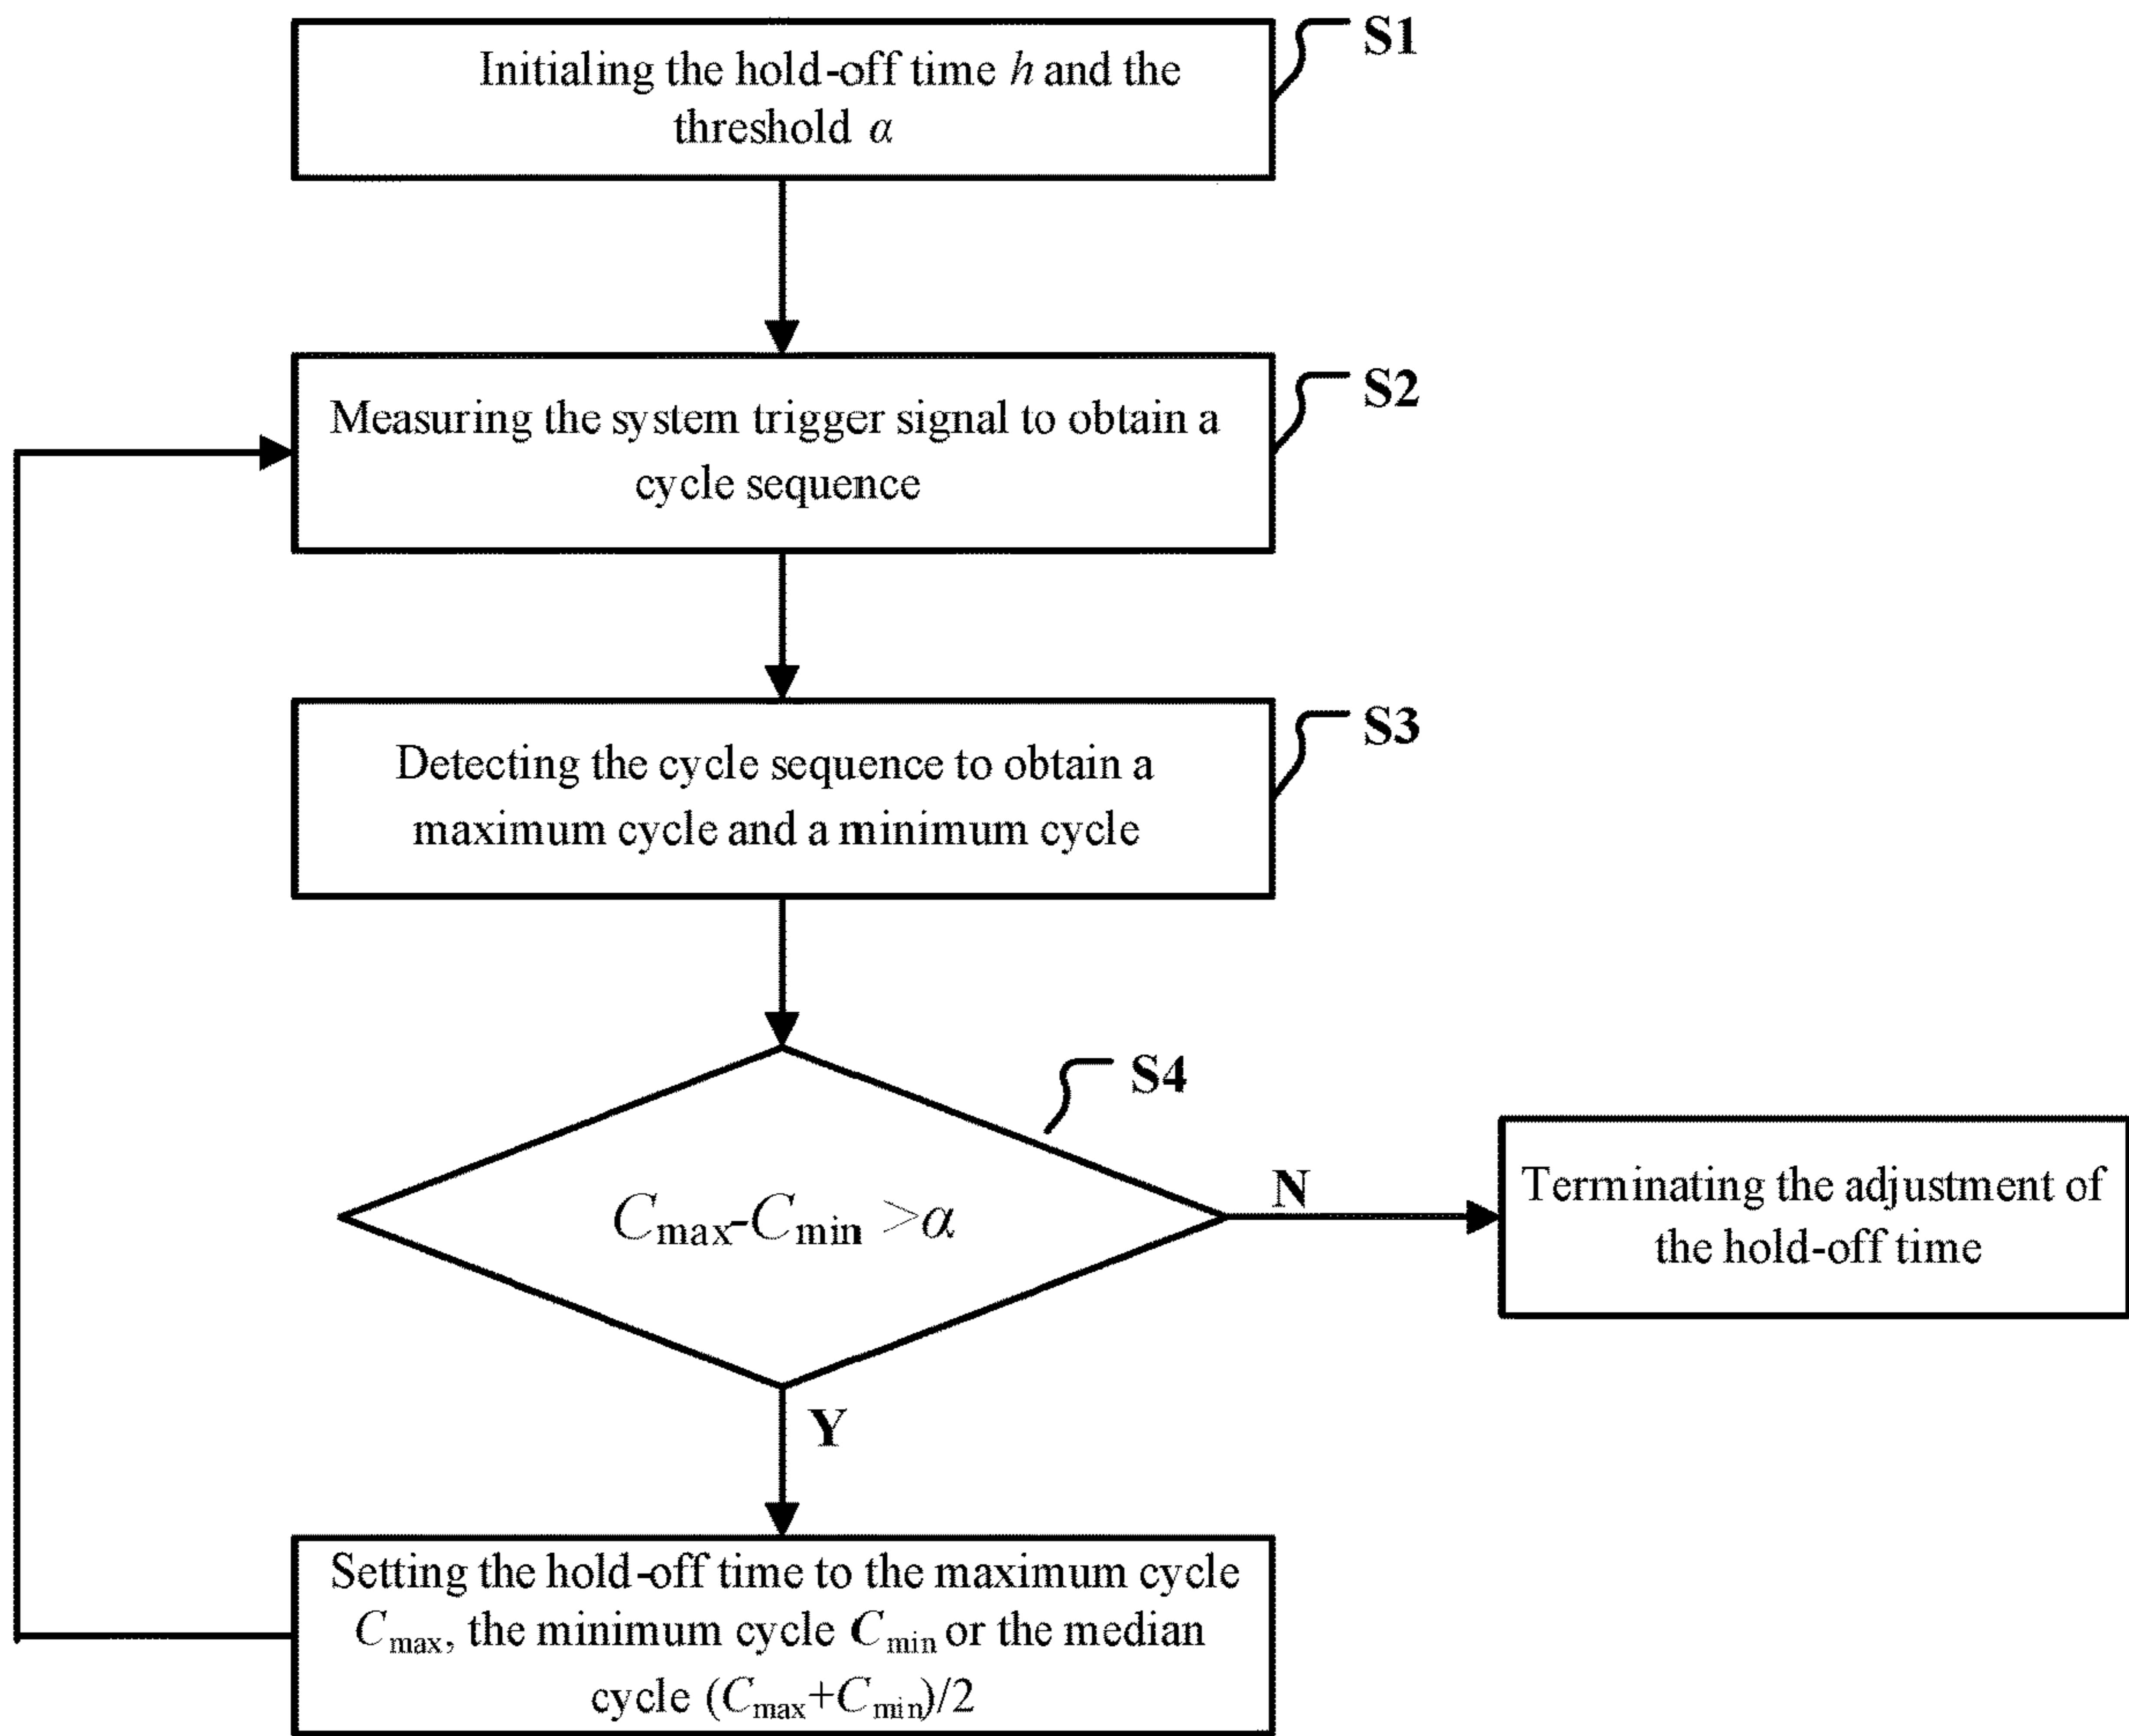 Initialing the hold-off time h and the
threshold α
S1
Measuring the system trigger signal to obtain a
cycle sequence
S2
Detecting the cycle sequence to obtain a
maximum cycle and a minimum cycle
S3
Cmax-Cmin >α
S4
N
Terminating the adjustment of
the hold-off time
Y
Setting the hold-off time to the maximum cycle
Cmax, the minimum cycle Cmin or the median
cycle (Cmax+Cmin)/2